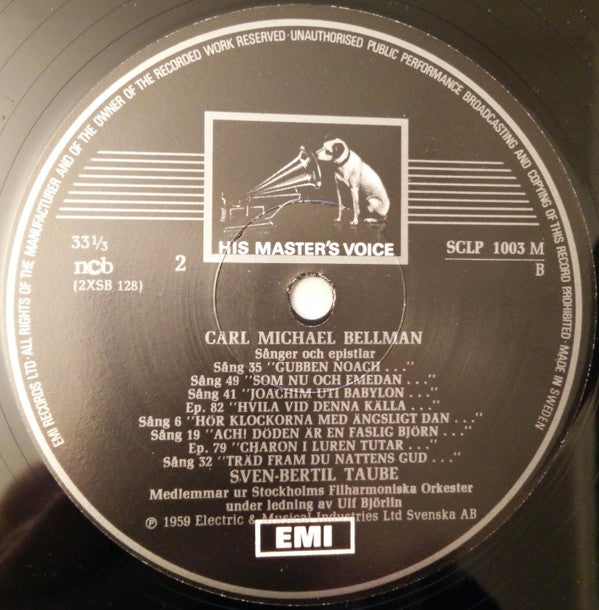 EMI RECORDS LTD · ALL RIGHTS OF THE MANUFACTURER AND OF THE OWNER OF THE RECORDED WORK RESERVED · UNAUTHORISED PUBLIC PERFORMANCE BROADCASTING AND COPYING OF THIS RECORD PROHIBITED · MADE IN SWEDEN
HIS MASTER'S VOICE
33 1/3
ncb 2
(2XSB 128)
SCLP 1003 M
B
CARL MICHAEL BELLMAN
Sånger och epistlar
Sång 35 "GUBBEN NOACH . . ."
Sång 49 "SOM NU OCH EMEDAN . . ."
Sång 41 "JOACHIM UTI BABYLON . . ."
Ep. 82 "HVILA VID DENNA KÄLLA . . ."
Sång 6 "HÖR KLOCKORNA MED ÄNGSLIGT DÅN . . ."
Sång 19 "ACH! DÖDEN ÄR EN FASLIG BJÖRN . . ."
Ep. 79 "CHARON I LUREN TUTAR . . ."
Sång 32 "TRÄD FRAM DU NATTENS GUD . . ."
SVEN-BERTIL TAUBE
Medlemmar ur Stockholms Filharmoniska Orkester
under ledning av Ulf Björlin
℗ 1959 Electric & Musical Industries Ltd Svenska AB
EMI